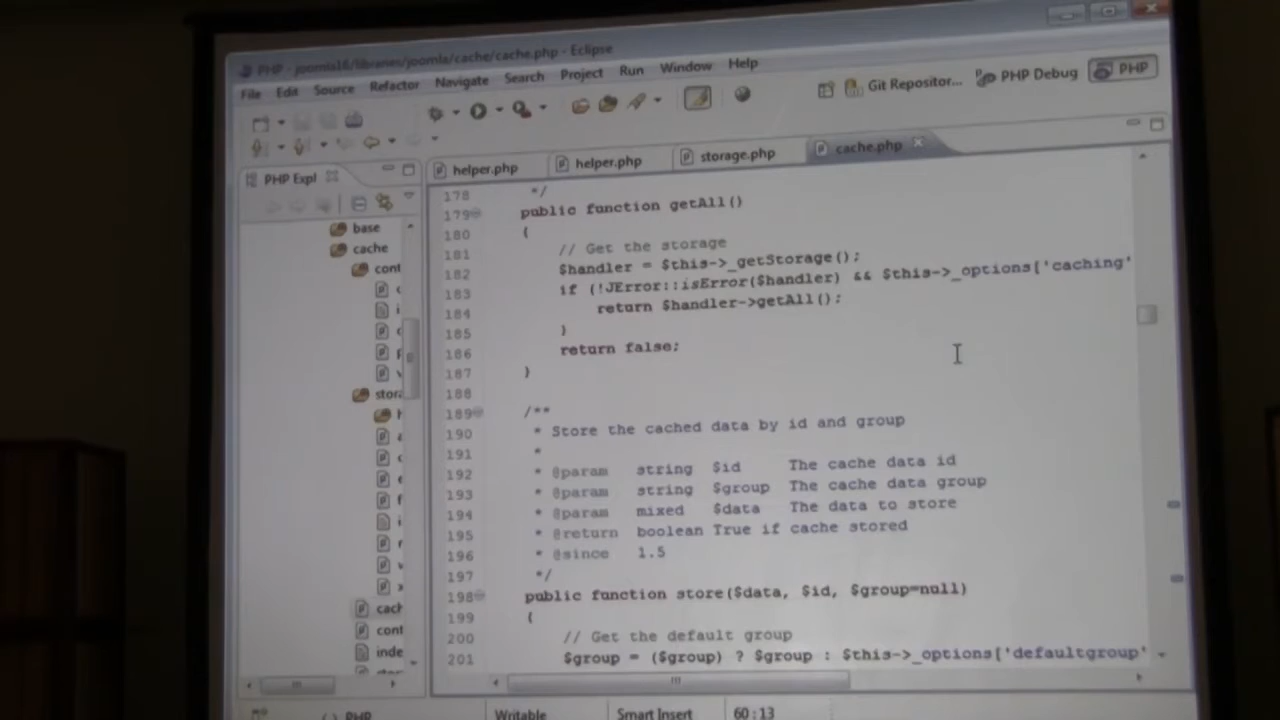 PHP - joomla16/libraries/joomla/cache/cache.php - Eclipse
File Edit Source Refactor Navigate Search Project Run Window Help
Git Repositor... PHP Debug PHP
PHP Expl
helper.php helper.php storage.php cache.php
base
cache
cont
stora
cach
cont
inde
178 */
179 public function getAll()
180 {
181 // Get the storage
182 $handler = $this->_getStorage();
183 if (!JError::isError($handler) && $this->_options['caching'
184 return $handler->getAll();
185 }
186 return false;
187 }
188
189 /**
190 * Store the cached data by id and group
191 *
192 * @param string $id The cache data id
193 * @param string $group The cache data group
194 * @param mixed $data The data to store
195 * @return boolean True if cache stored
196 * @since 1.5
197 */
198 public function store($data, $id, $group=null)
199 {
200 // Get the default group
201 $group = ($group) ? $group : $this->_options['defaultgroup'
PHP Writable Smart Insert 60:13